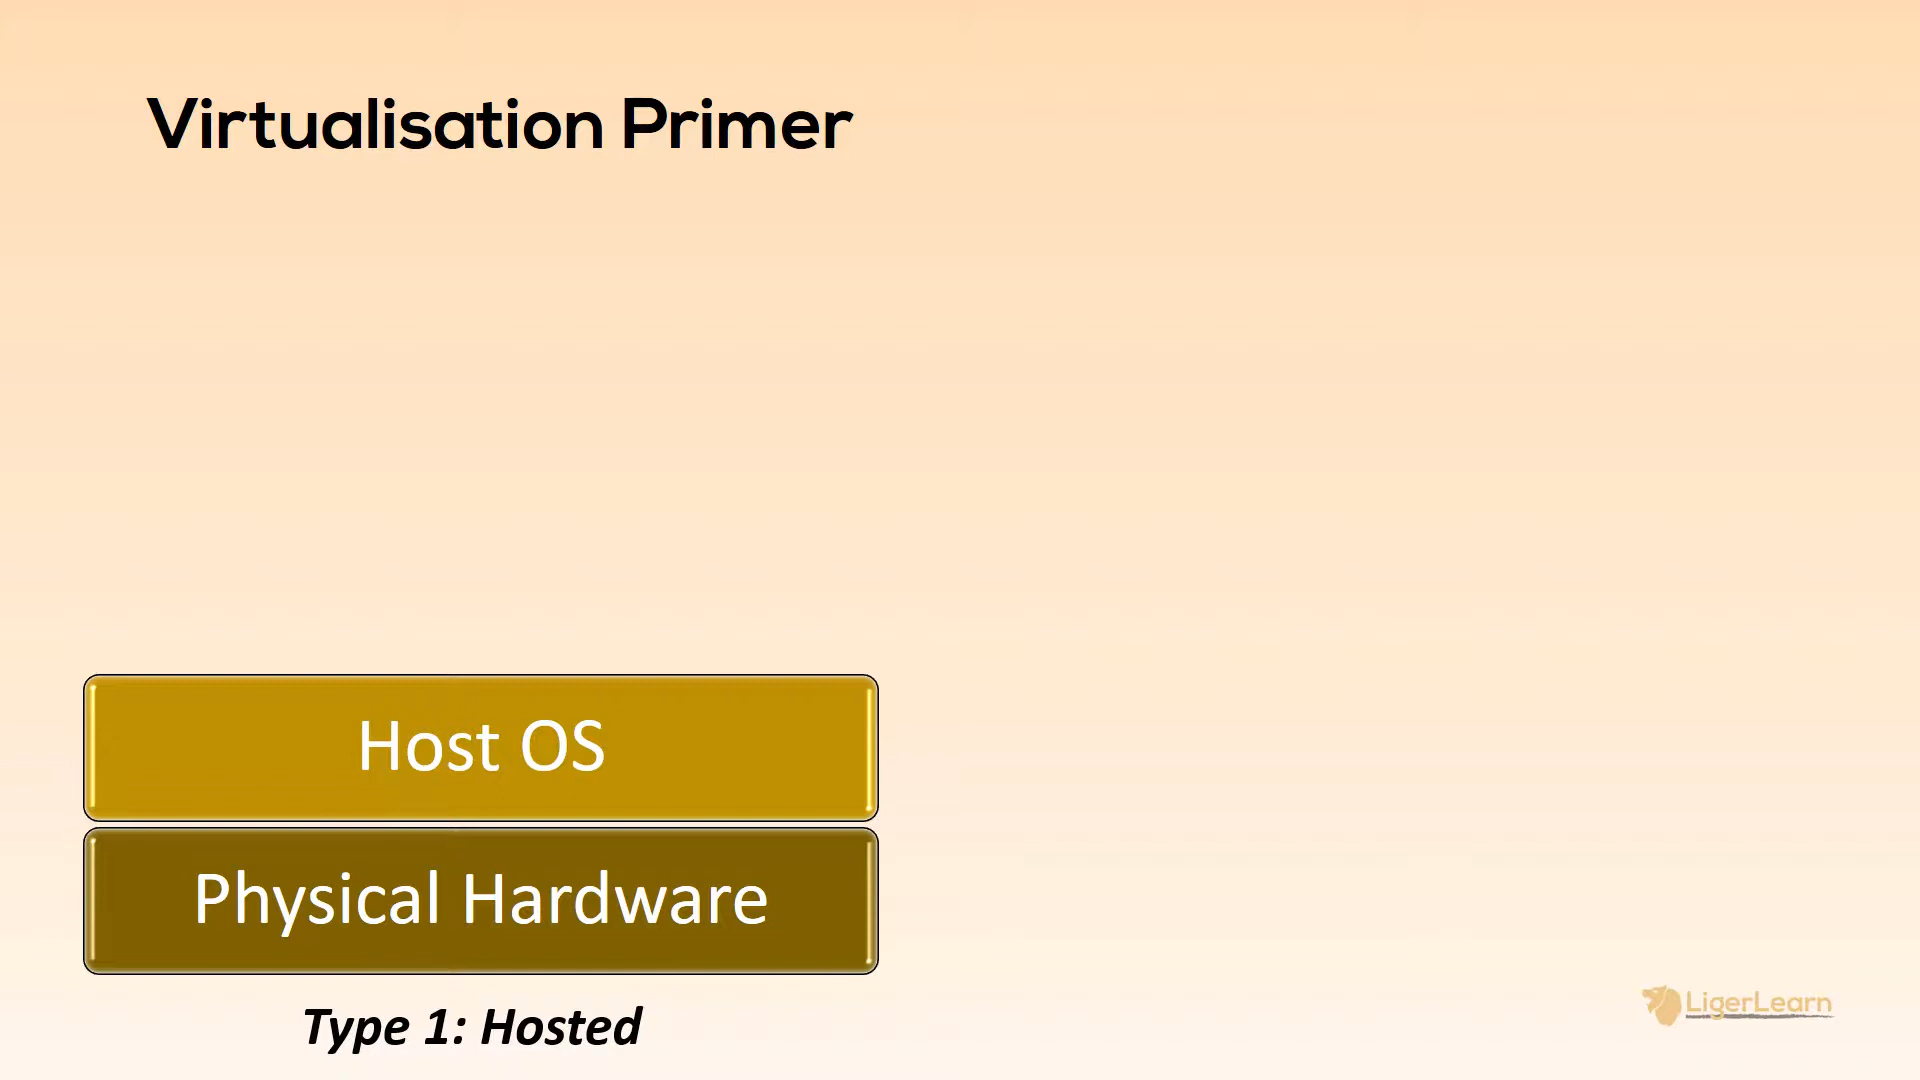 Virtualisation Primer
Host OS
Physical Hardware
Type 1: Hosted
LigerLearn